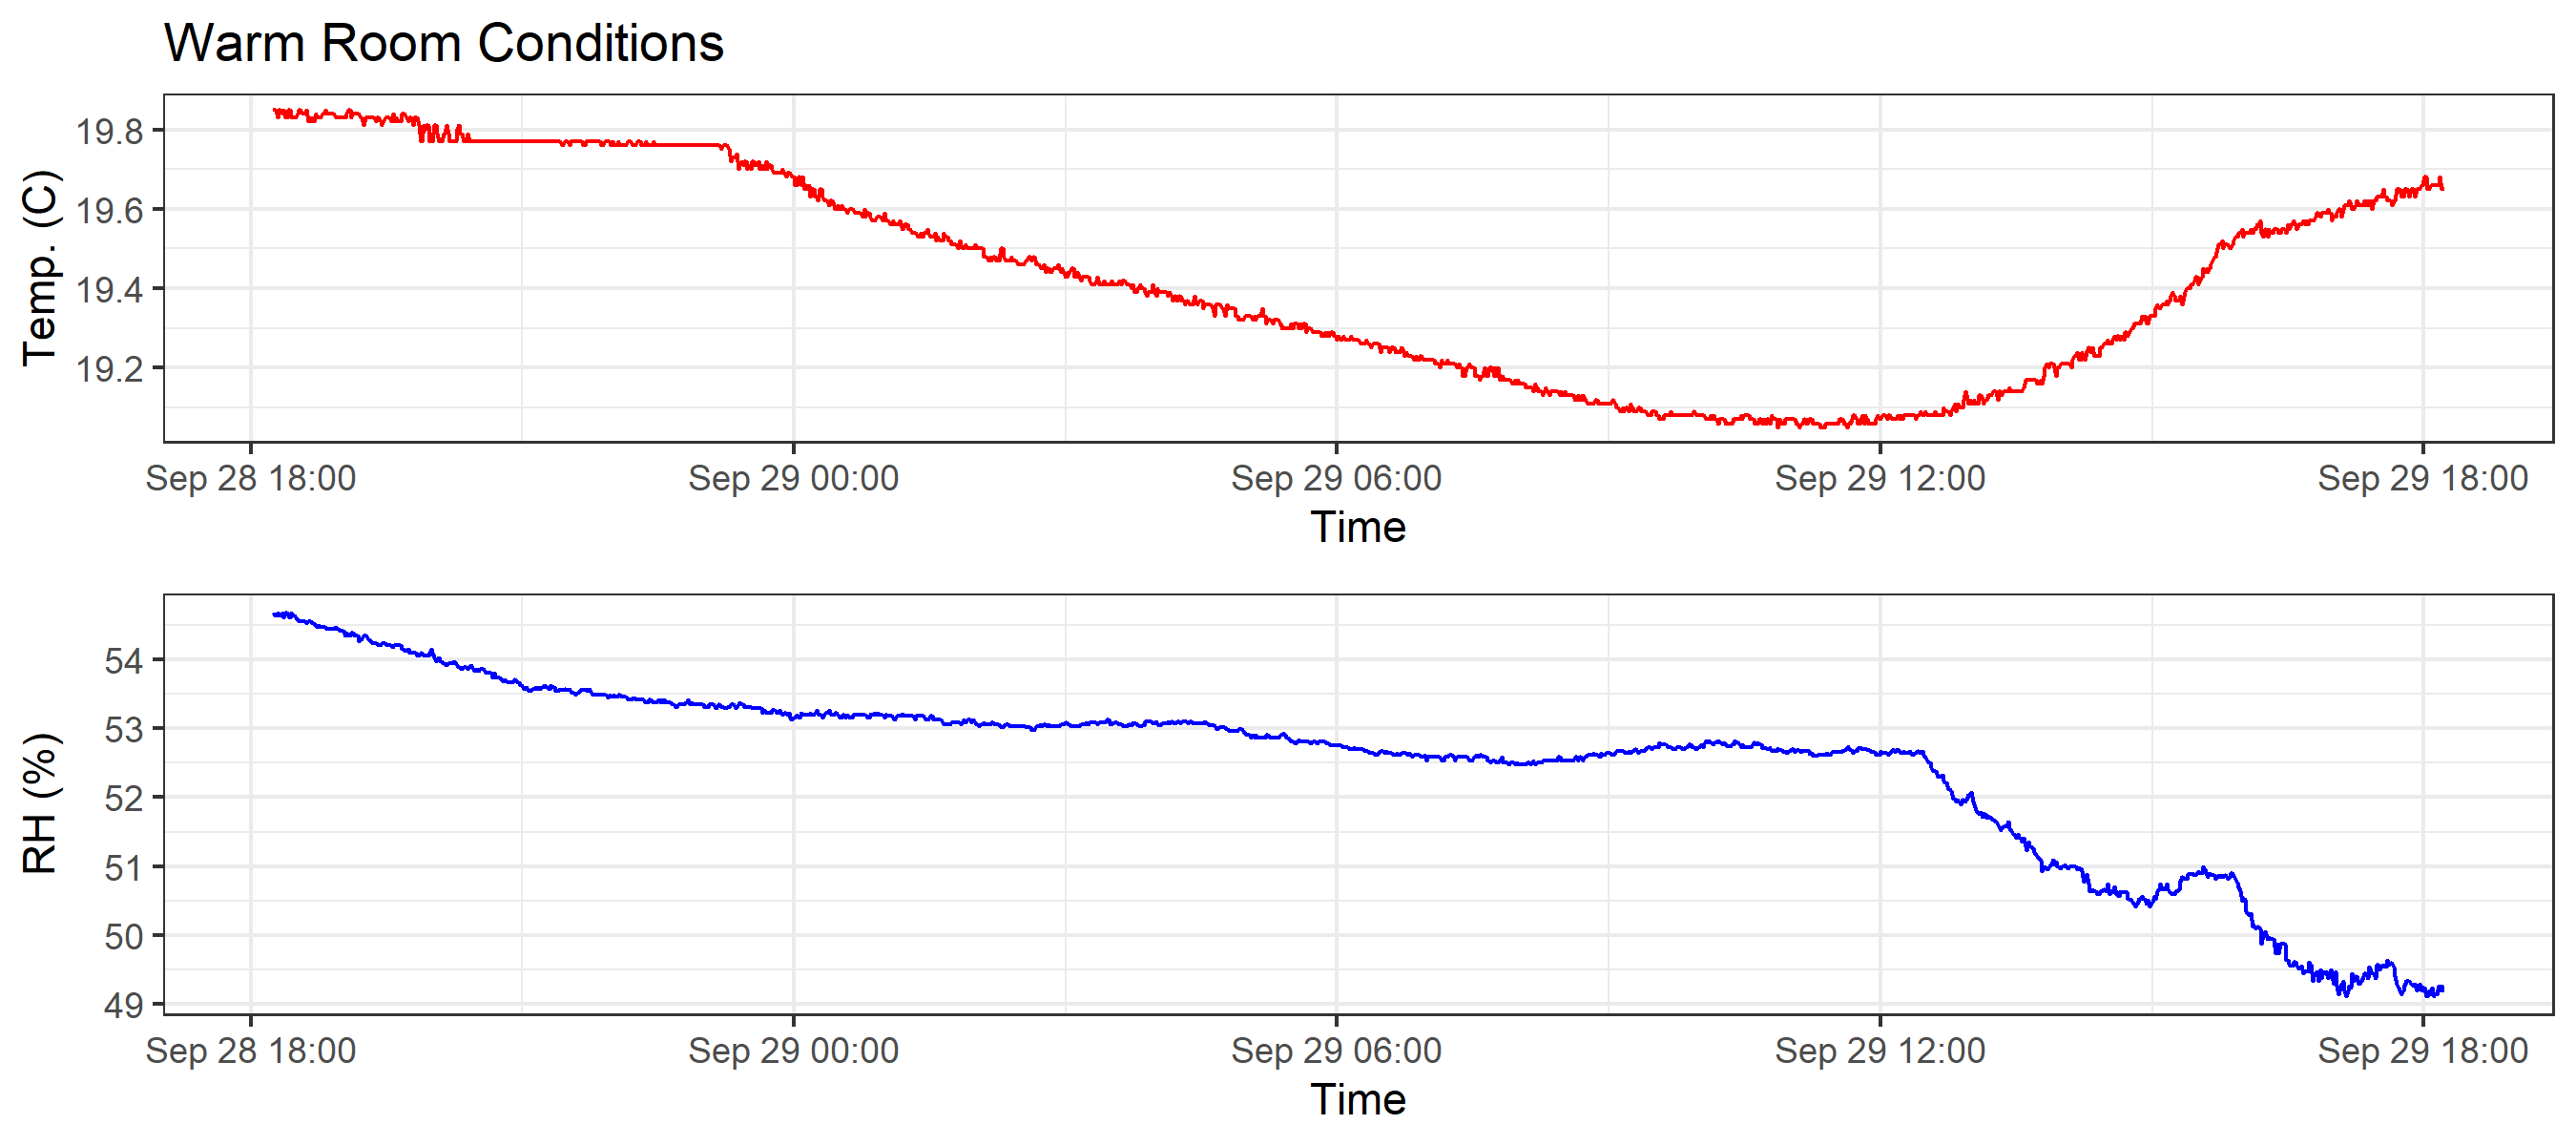 Warm Room Conditions
19.8
19.6
19.4
19.2
Temp. (C)
Sep 28 18:00 Sep 29 00:00 Sep 29 06:00 Sep 29 12:00 Sep 29 18:00
Time
54
53
52
51
50
49
RH (%)
Sep 28 18:00 Sep 29 00:00 Sep 29 06:00 Sep 29 12:00 Sep 29 18:00
Time